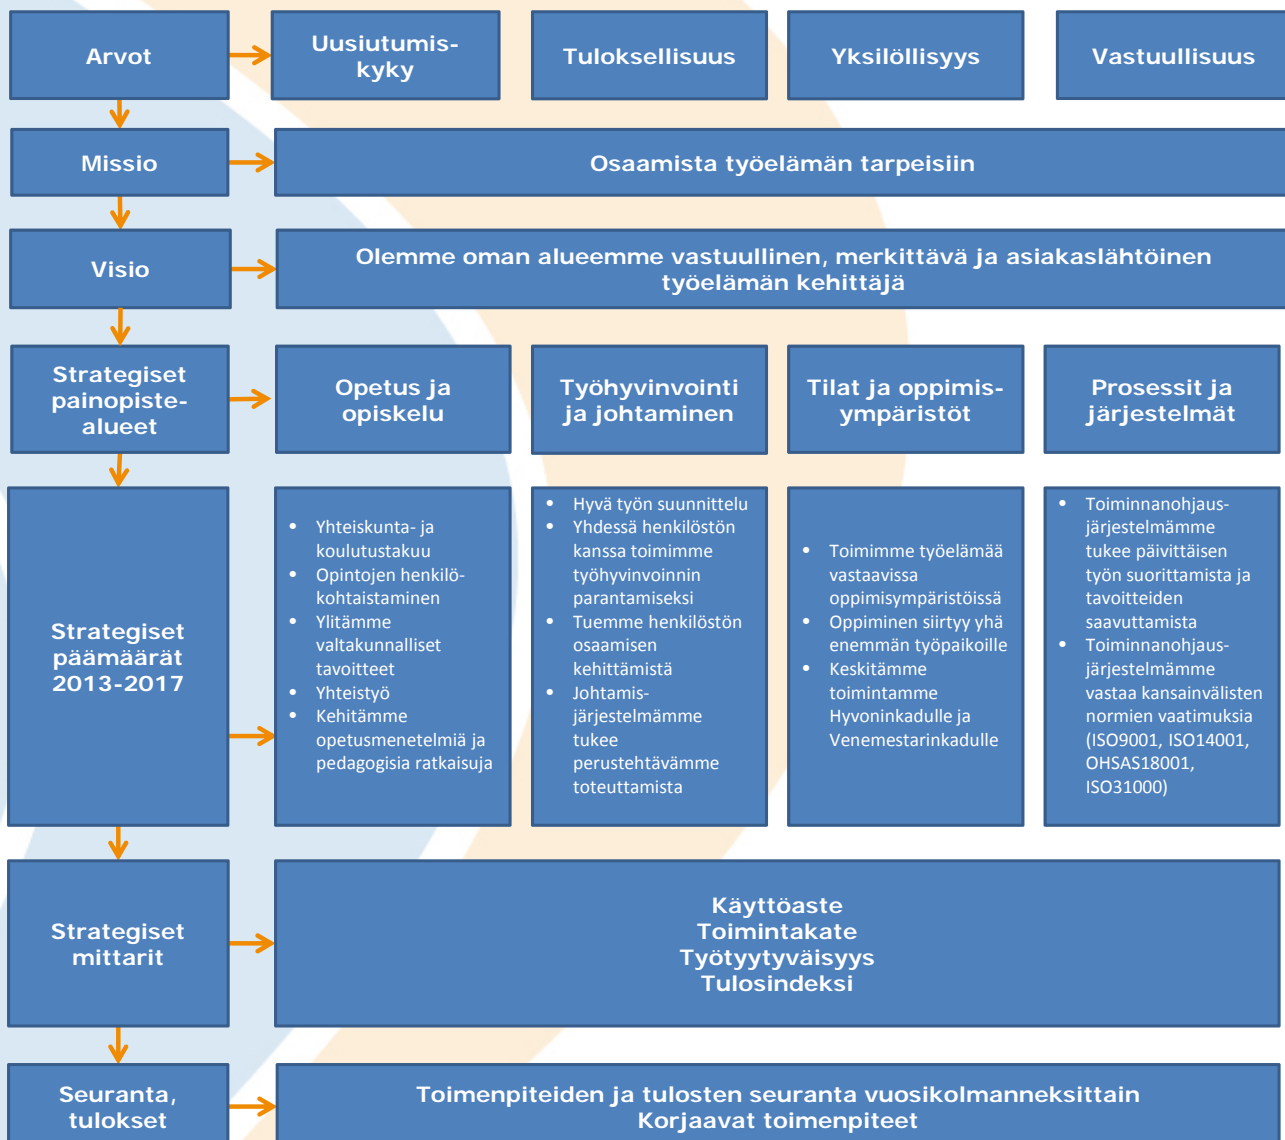 Arvot
Uusiutumis-
kyky
Tuloksellisuus
Yksilöllisyys
Vastuullisuus
Missio
Osaamista työelämän tarpeisiin
Visio
Olemme oman alueemme vastuullinen, merkittävä ja asiakaslähtöinen
työelämän kehittäjä
Strategiset
painopiste-
alueet
Opetus ja
opiskelu
Työhyvinvointi
ja johtaminen
Tilat ja oppimis-
ympäristöt
Prosessit ja
järjestelmät
Strategiset
päämäärät
2013-2017
• Yhteiskunta- ja
koulutustakuu
• Opintojen henkilö-
kohtaistaminen
• Ylitämme
valtakunnalliset
tavoitteet
• Yhteistyö
• Kehitämme
opetusmenetelmiä ja
pedagogisia ratkaisuja
• Hyvä työn suunnittelu
• Yhdessä henkilöstön
kanssa toimimme
työhyvinvoinnin
parantamiseksi
• Tuemme henkilöstön
osaamisen
kehittämistä
• Johtamis-
järjestelmämme
tukee
perustehtävämme
toteuttamista
• Toimimme työelämää
vastaavissa
oppimisympäristöissä
• Oppiminen siirtyy yhä
enemmän työpaikoille
• Keskitämme
toimintamme
Hyvoninkadulle ja
Venemestarinkadulle
• Toiminnanohjaus-
järjestelmämme
tukee päivittäisen
työn suorittamista ja
tavoitteiden
saavuttamista
• Toiminnanohjaus-
järjestelmämme
vastaa kansainvälisten
normien vaatimuksia
(ISO9001, ISO14001,
OHSAS18001,
ISO31000)
Strategiset
mittarit
Käyttöaste
Toimintakate
Työtyytyväisyys
Tulosindeksi
Seuranta,
tulokset
Toimenpiteiden ja tulosten seuranta vuosikolmanneksittain
Korjaavat toimenpiteet